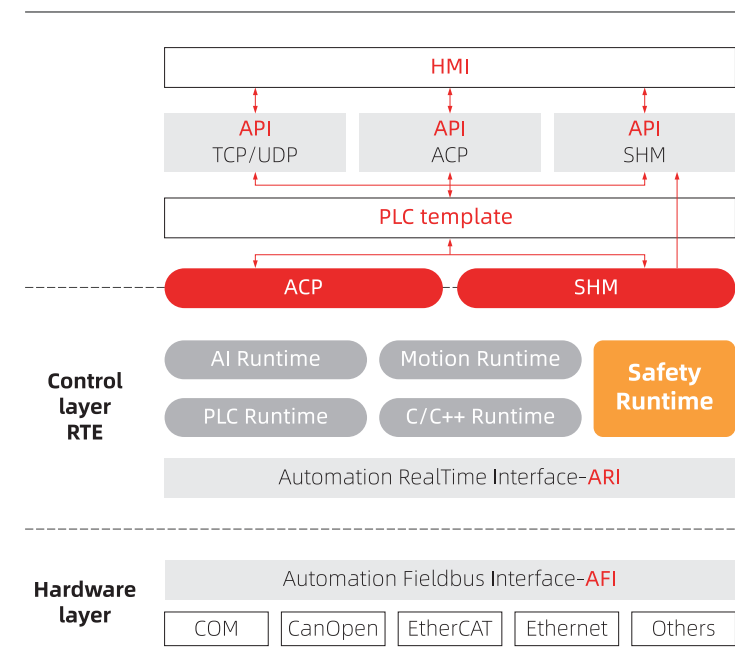 HMI
API
TCP/UDP
API
ACP
API
SHM
PLC template
ACP
SHM
Control
layer
RTE
AI Runtime
Motion Runtime
PLC Runtime
C/C++ Runtime
Safety
Runtime
Automation RealTime Interface-ARI
Hardware
layer
Automation Fieldbus Interface-AFI
COM
CanOpen
EtherCAT
Ethernet
Others